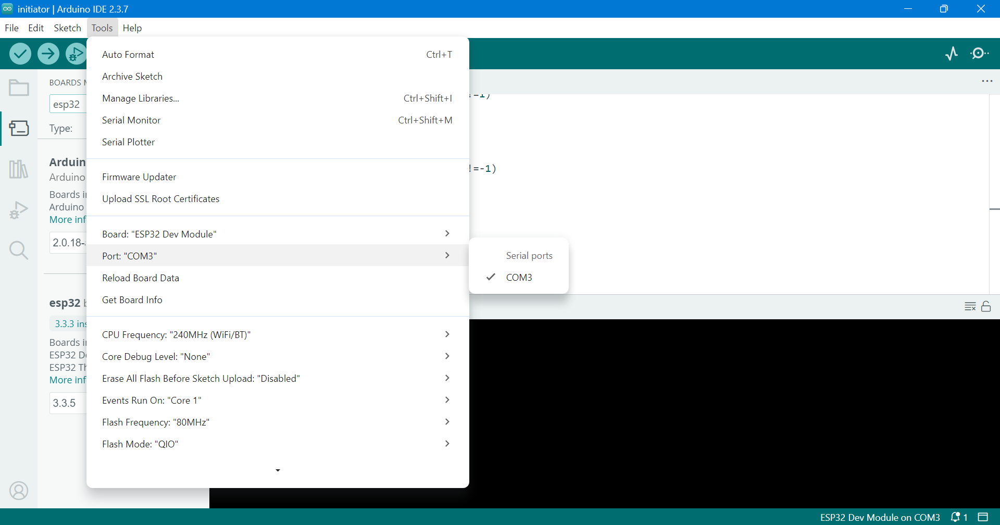 initiator | Arduino IDE 2.3.7
File Edit Sketch Tools Help
BOARDS
esp32
Type:
Arduin
Arduino
Boards
Arduino
More inf
2.0.18-
esp32
3.3.3 ins
Boards
ESP32
ESP32
More inf
3.3.5
Auto Format Ctrl+T
Archive Sketch
Manage Libraries... Ctrl+Shift+I
Serial Monitor Ctrl+Shift+M
Serial Plotter
Firmware Updater
Upload SSL Root Certificates
Board: "ESP32 Dev Module"
Port: "COM3"
Reload Board Data
Get Board Info
CPU Frequency: "240MHz (WiFi/BT)"
Core Debug Level: "None"
Erase All Flash Before Sketch Upload: "Disabled"
Events Run On: "Core 1"
Flash Frequency: "80MHz"
Flash Mode: "QIO"
Serial ports
COM3
!=-1)
ESP32 Dev Module on COM3 1